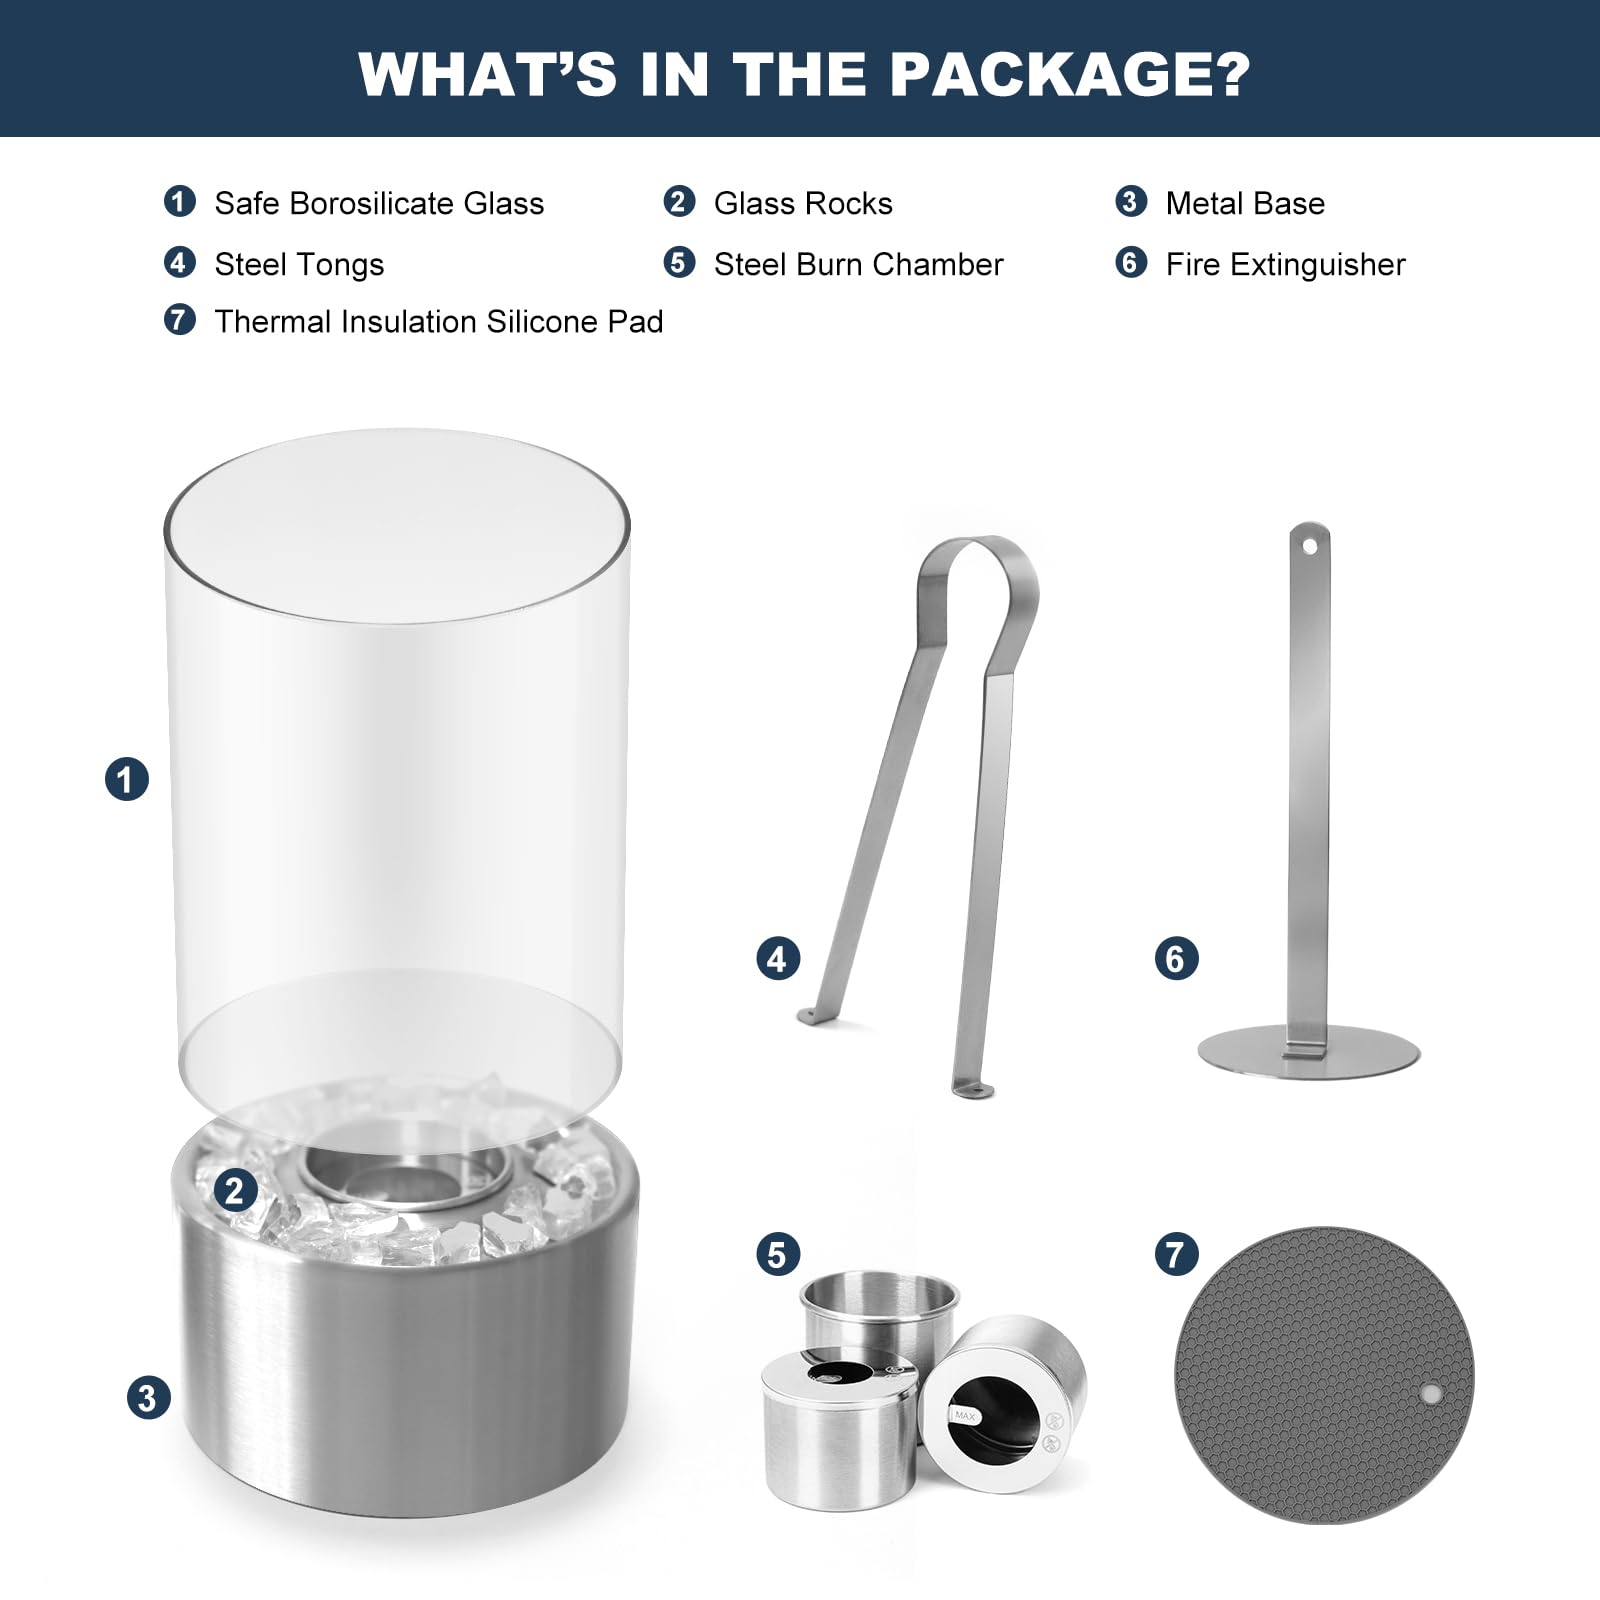 WHAT'S IN THE PACKAGE?
1 Safe Borosilicate Glass
2 Glass Rocks
3 Metal Base
4 Steel Tongs
5 Steel Burn Chamber
6 Fire Extinguisher
7 Thermal Insulation Silicone Pad
1
4
6
2
5
7
MAX
3